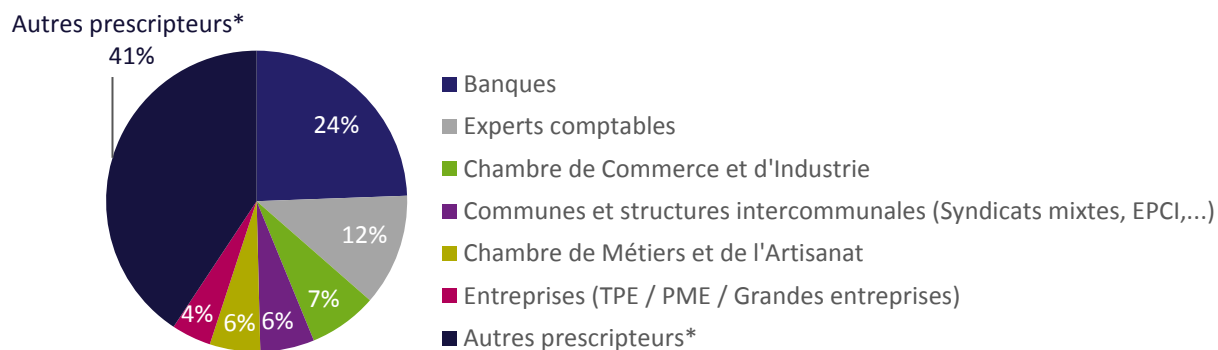 Autres prescripteurs*
41%
24%
12%
7%
6%
6%
4%
Banques
Experts comptables
Chambre de Commerce et d'Industrie
Communes et structures intercommunales (Syndicats mixtes, EPCI,...)
Chambre de Métiers et de l'Artisanat
Entreprises (TPE / PME / Grandes entreprises)
Autres prescripteurs*